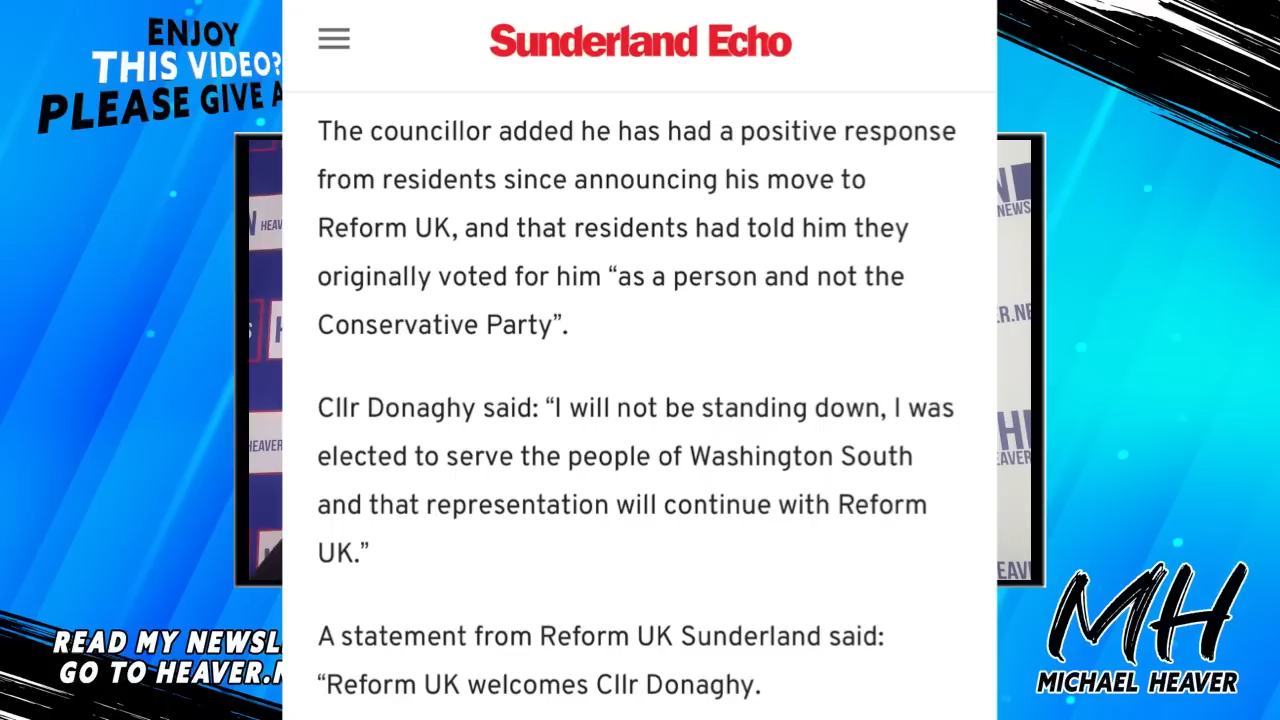 ENJOY
THIS VIDEO?
PLEASE GIVE A
Sunderland Echo
The councillor added he has had a positive response
from residents since announcing his move to
Reform UK, and that residents had told him they
originally voted for him “as a person and not the
Conservative Party”.
Cllr Donaghy said: “I will not be standing down, I was
elected to serve the people of Washington South
and that representation will continue with Reform
UK.”
A statement from Reform UK Sunderland said:
“Reform UK welcomes Cllr Donaghy.
READ MY NEWSL
GO TO HEAVER.N
MH
MICHAEL HEAVER